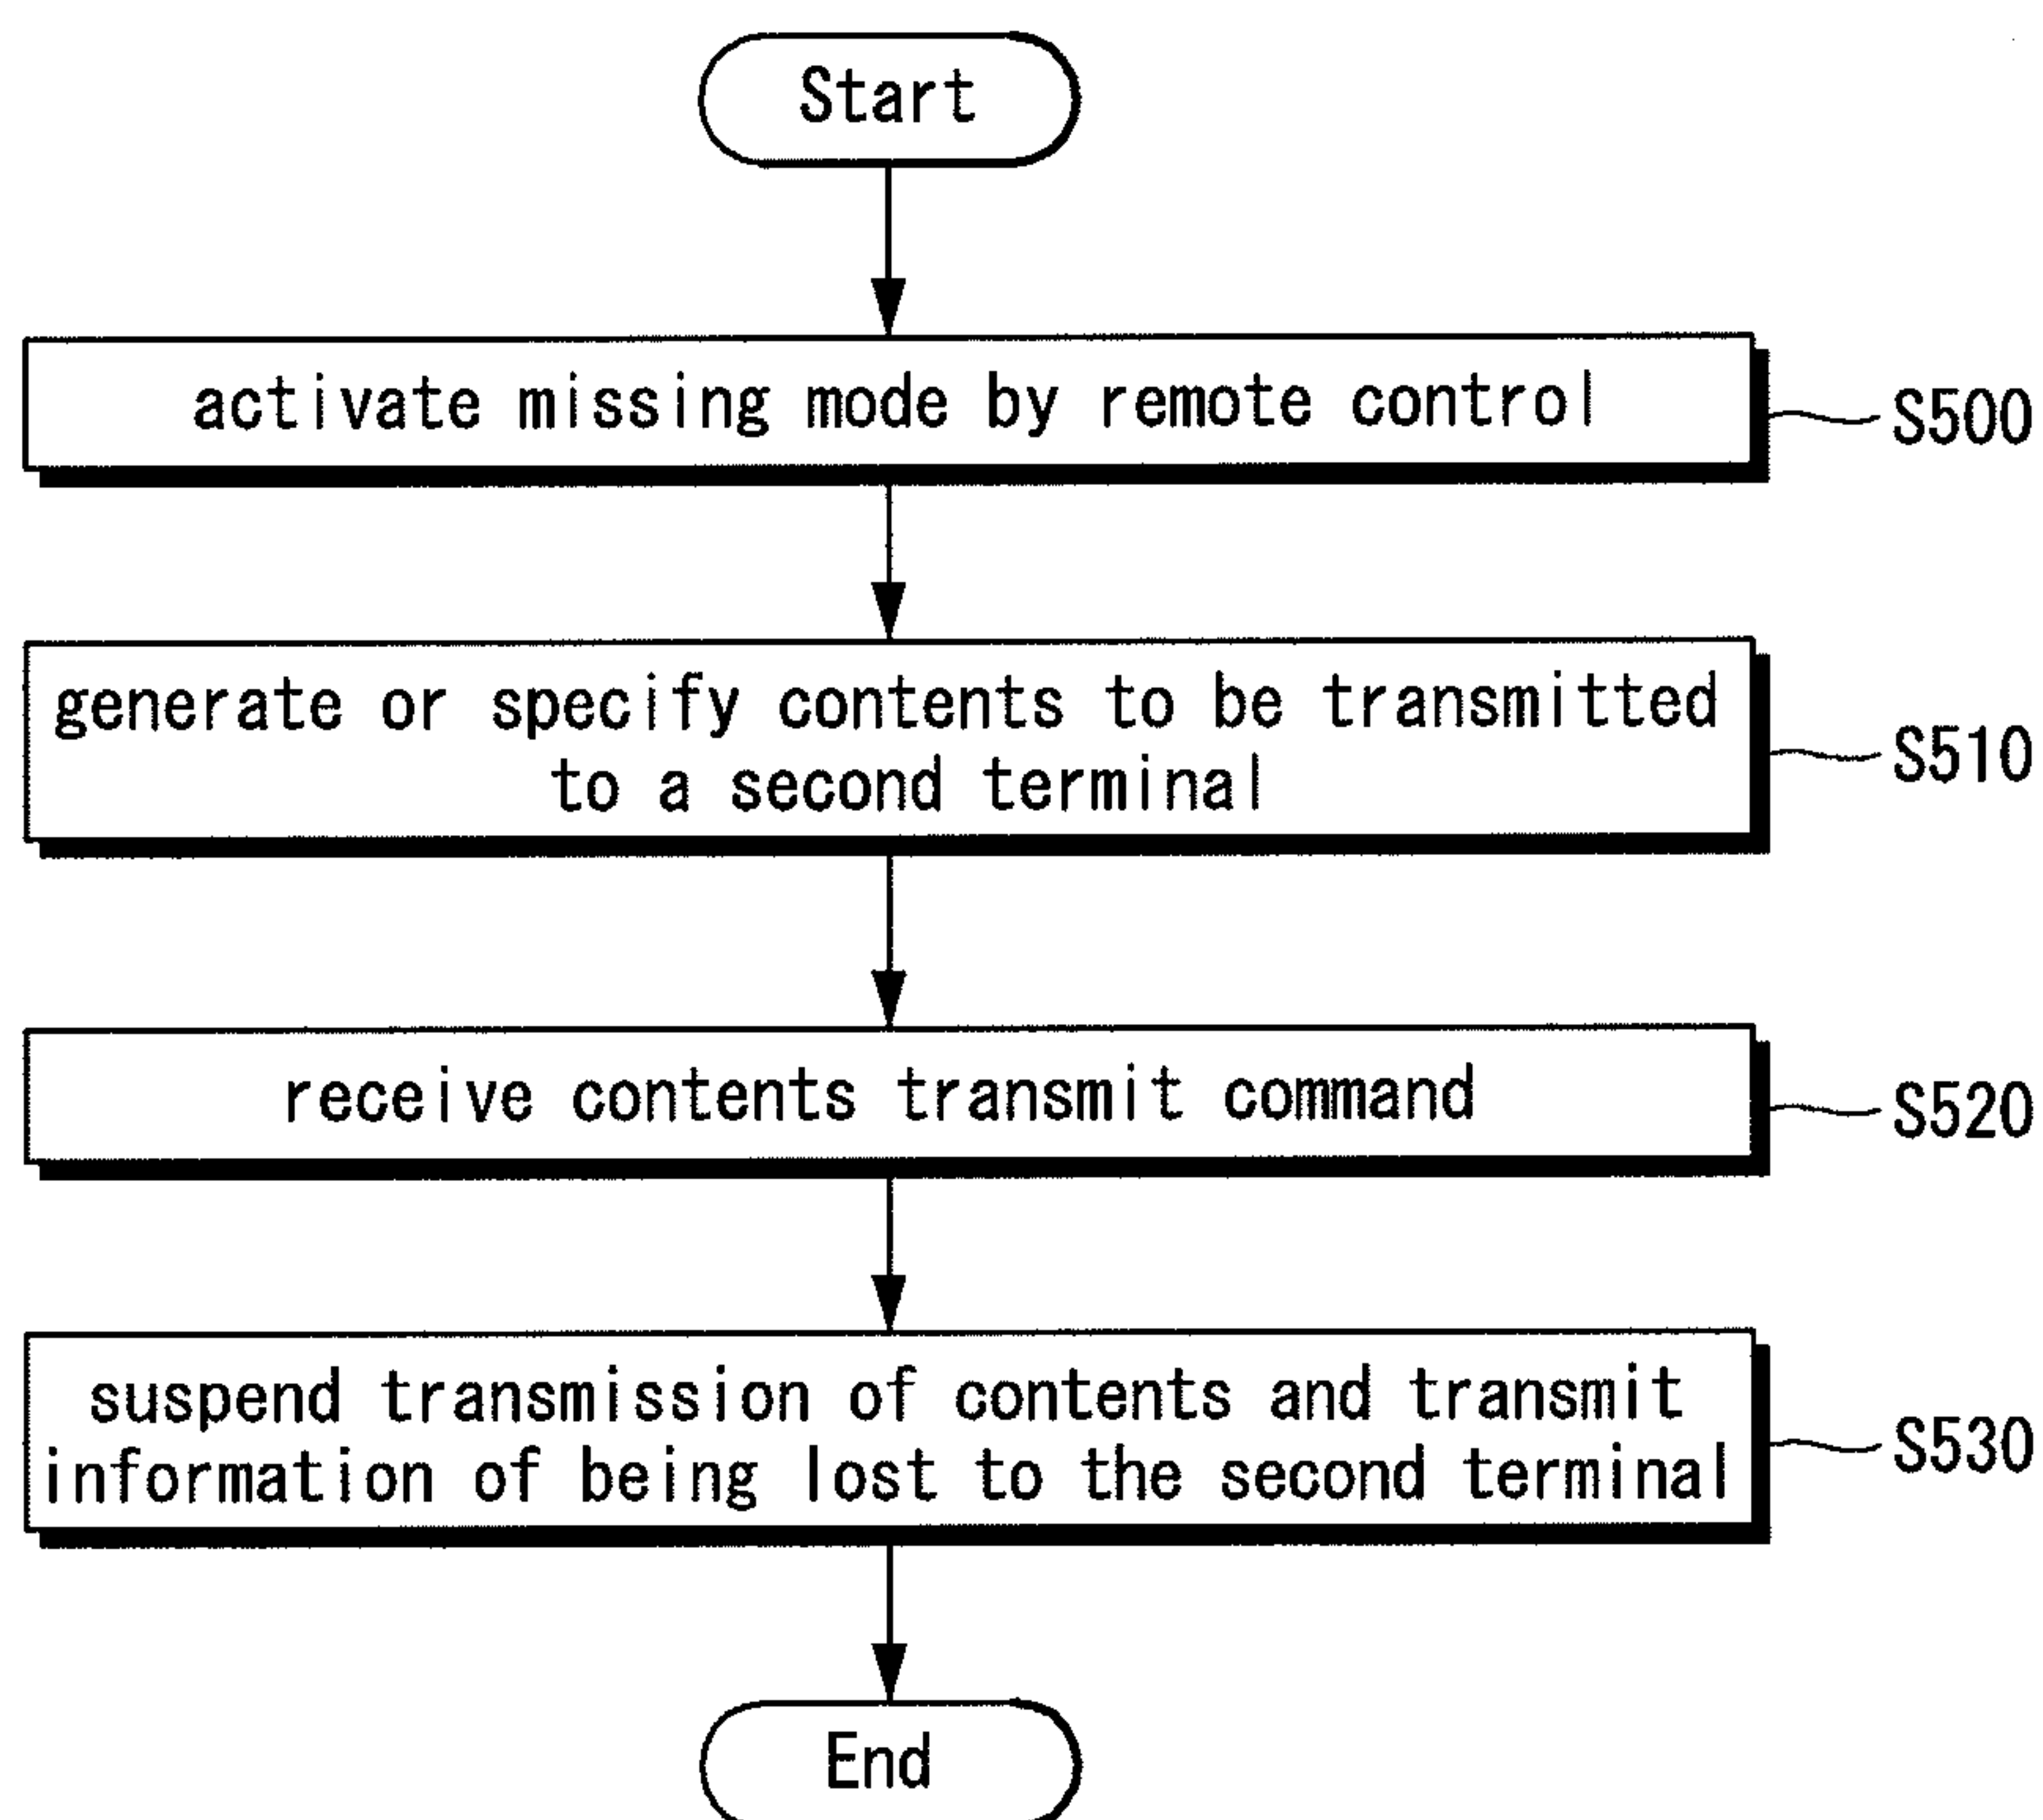 Start
activate missing mode by remote control
S500
generate or specify contents to be transmitted
to a second terminal
S510
receive contents transmit command
S520
suspend transmission of contents and transmit
information of being lost to the second terminal
S530
End